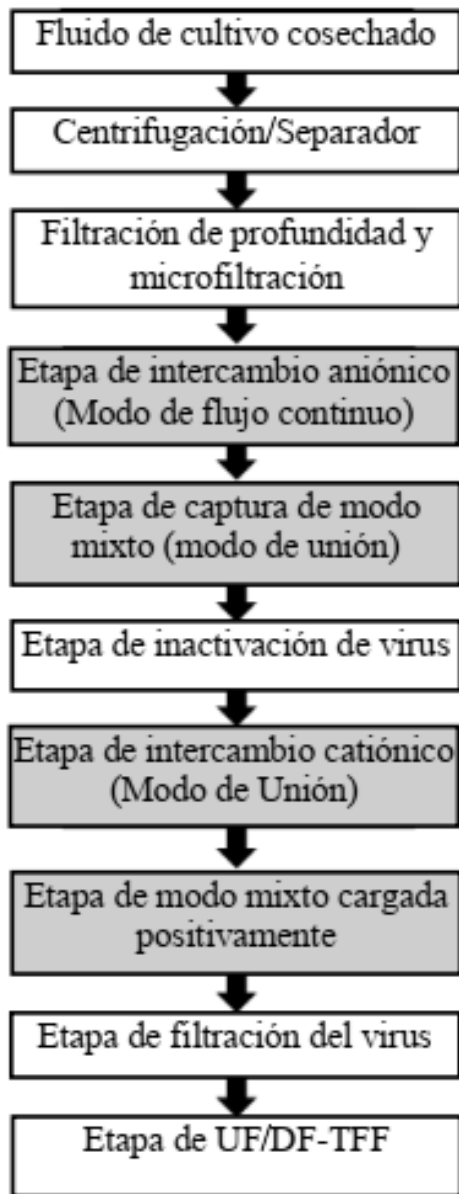 Fluido de cultivo cosechado
Centrifugación/Separador
Filtración de profundidad y
microfiltración
Etapa de intercambio aniónico
(Modo de flujo continuo)
Etapa de captura de modo
mixto (modo de unión)
Etapa de inactivación de virus
Etapa de intercambio catiónico
(Modo de Unión)
Etapa de modo mixto cargada
positivamente
Etapa de filtración del virus
Etapa de UF/DF-TFF